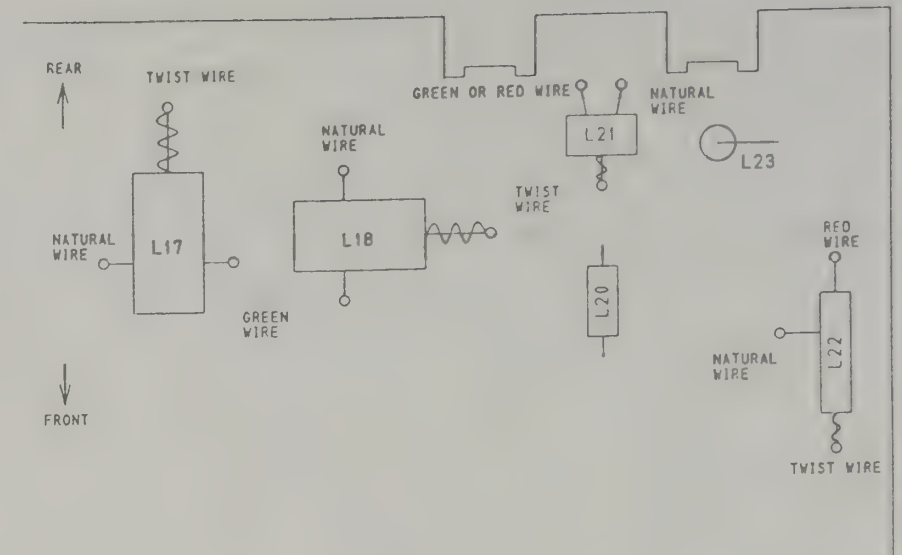 REAR
TWIST WIRE
GREEN OR RED WIRE
NATURAL
WIRE
L21
L23
NATURAL
WIRE
TWIST
WIRE
L17
L18
NATURAL
WIRE
GREEN
WIRE
L20
RED
WIRE
NATURAL
WIRE
L22
FRONT
TWIST WIRE